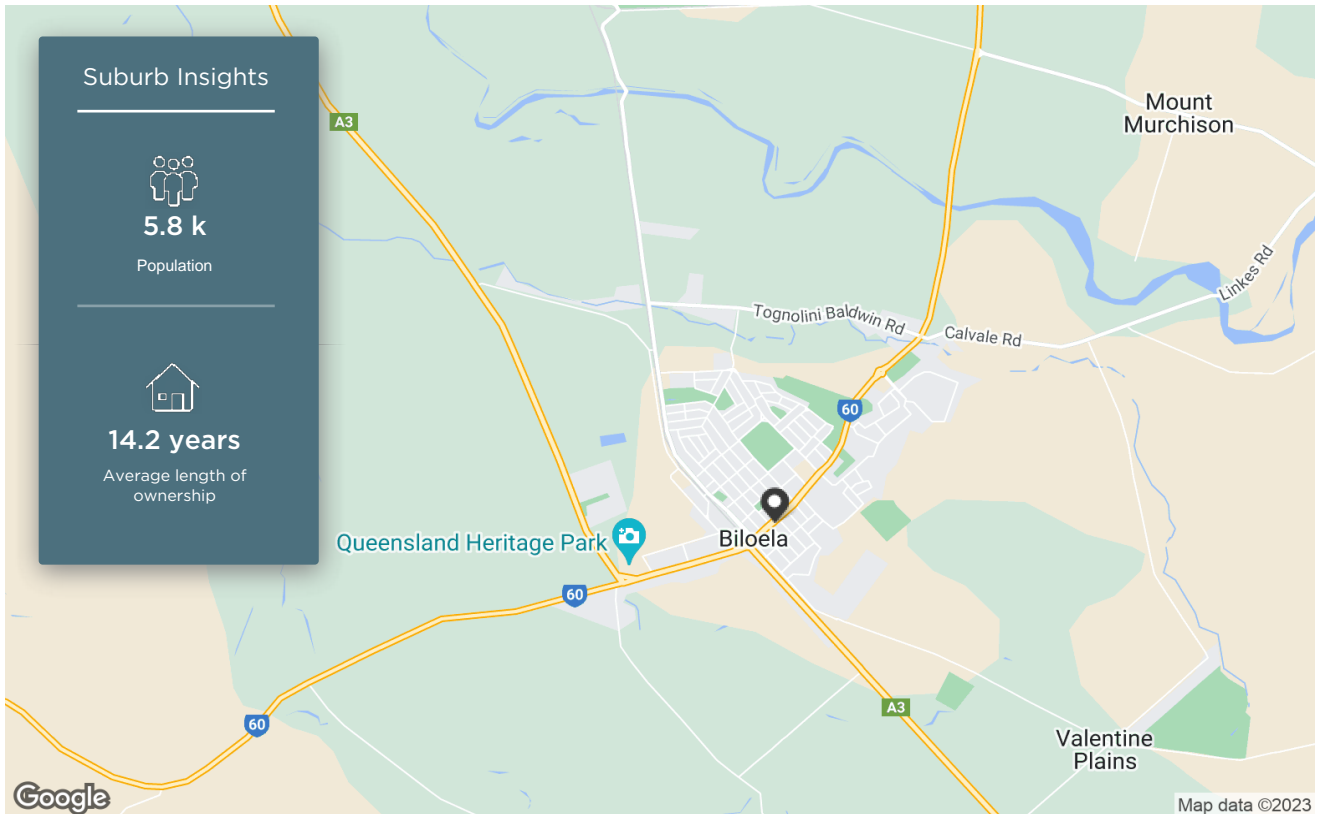 Suburb Insights
5.8 k
Population
14.2 years
Average length of
ownership
A3
Mount
Murchison
Linkes Rd
Tognolini Baldwin Rd
Calvale Rd
60
Queensland Heritage Park
Biloela
60
A3
60
Valentine
Plains
Google
Map data ©2023